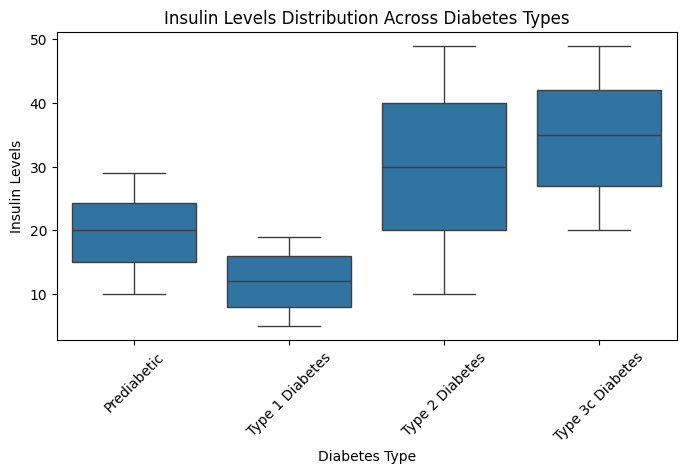 Insulin Levels Distribution Across Diabetes Types
50
40
30
20
10
Insulin Levels
Prediabetic
Type 1 Diabetes
Type 2 Diabetes
Type 3c Diabetes
Diabetes Type